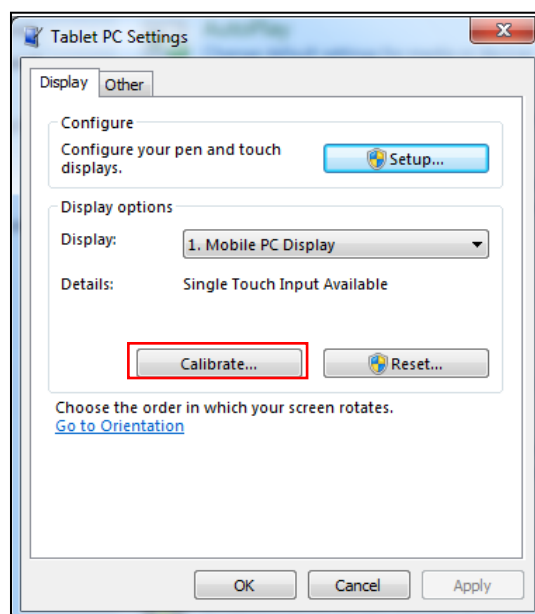 Tablet PC Settings
Display Other
Configure
Configure your pen and touch
displays.
Setup...
Display options
Display: 1. Mobile PC Display
Details: Single Touch Input Available
Calibrate... Reset...
Choose the order in which your screen rotates.
Go to Orientation
OK Cancel Apply